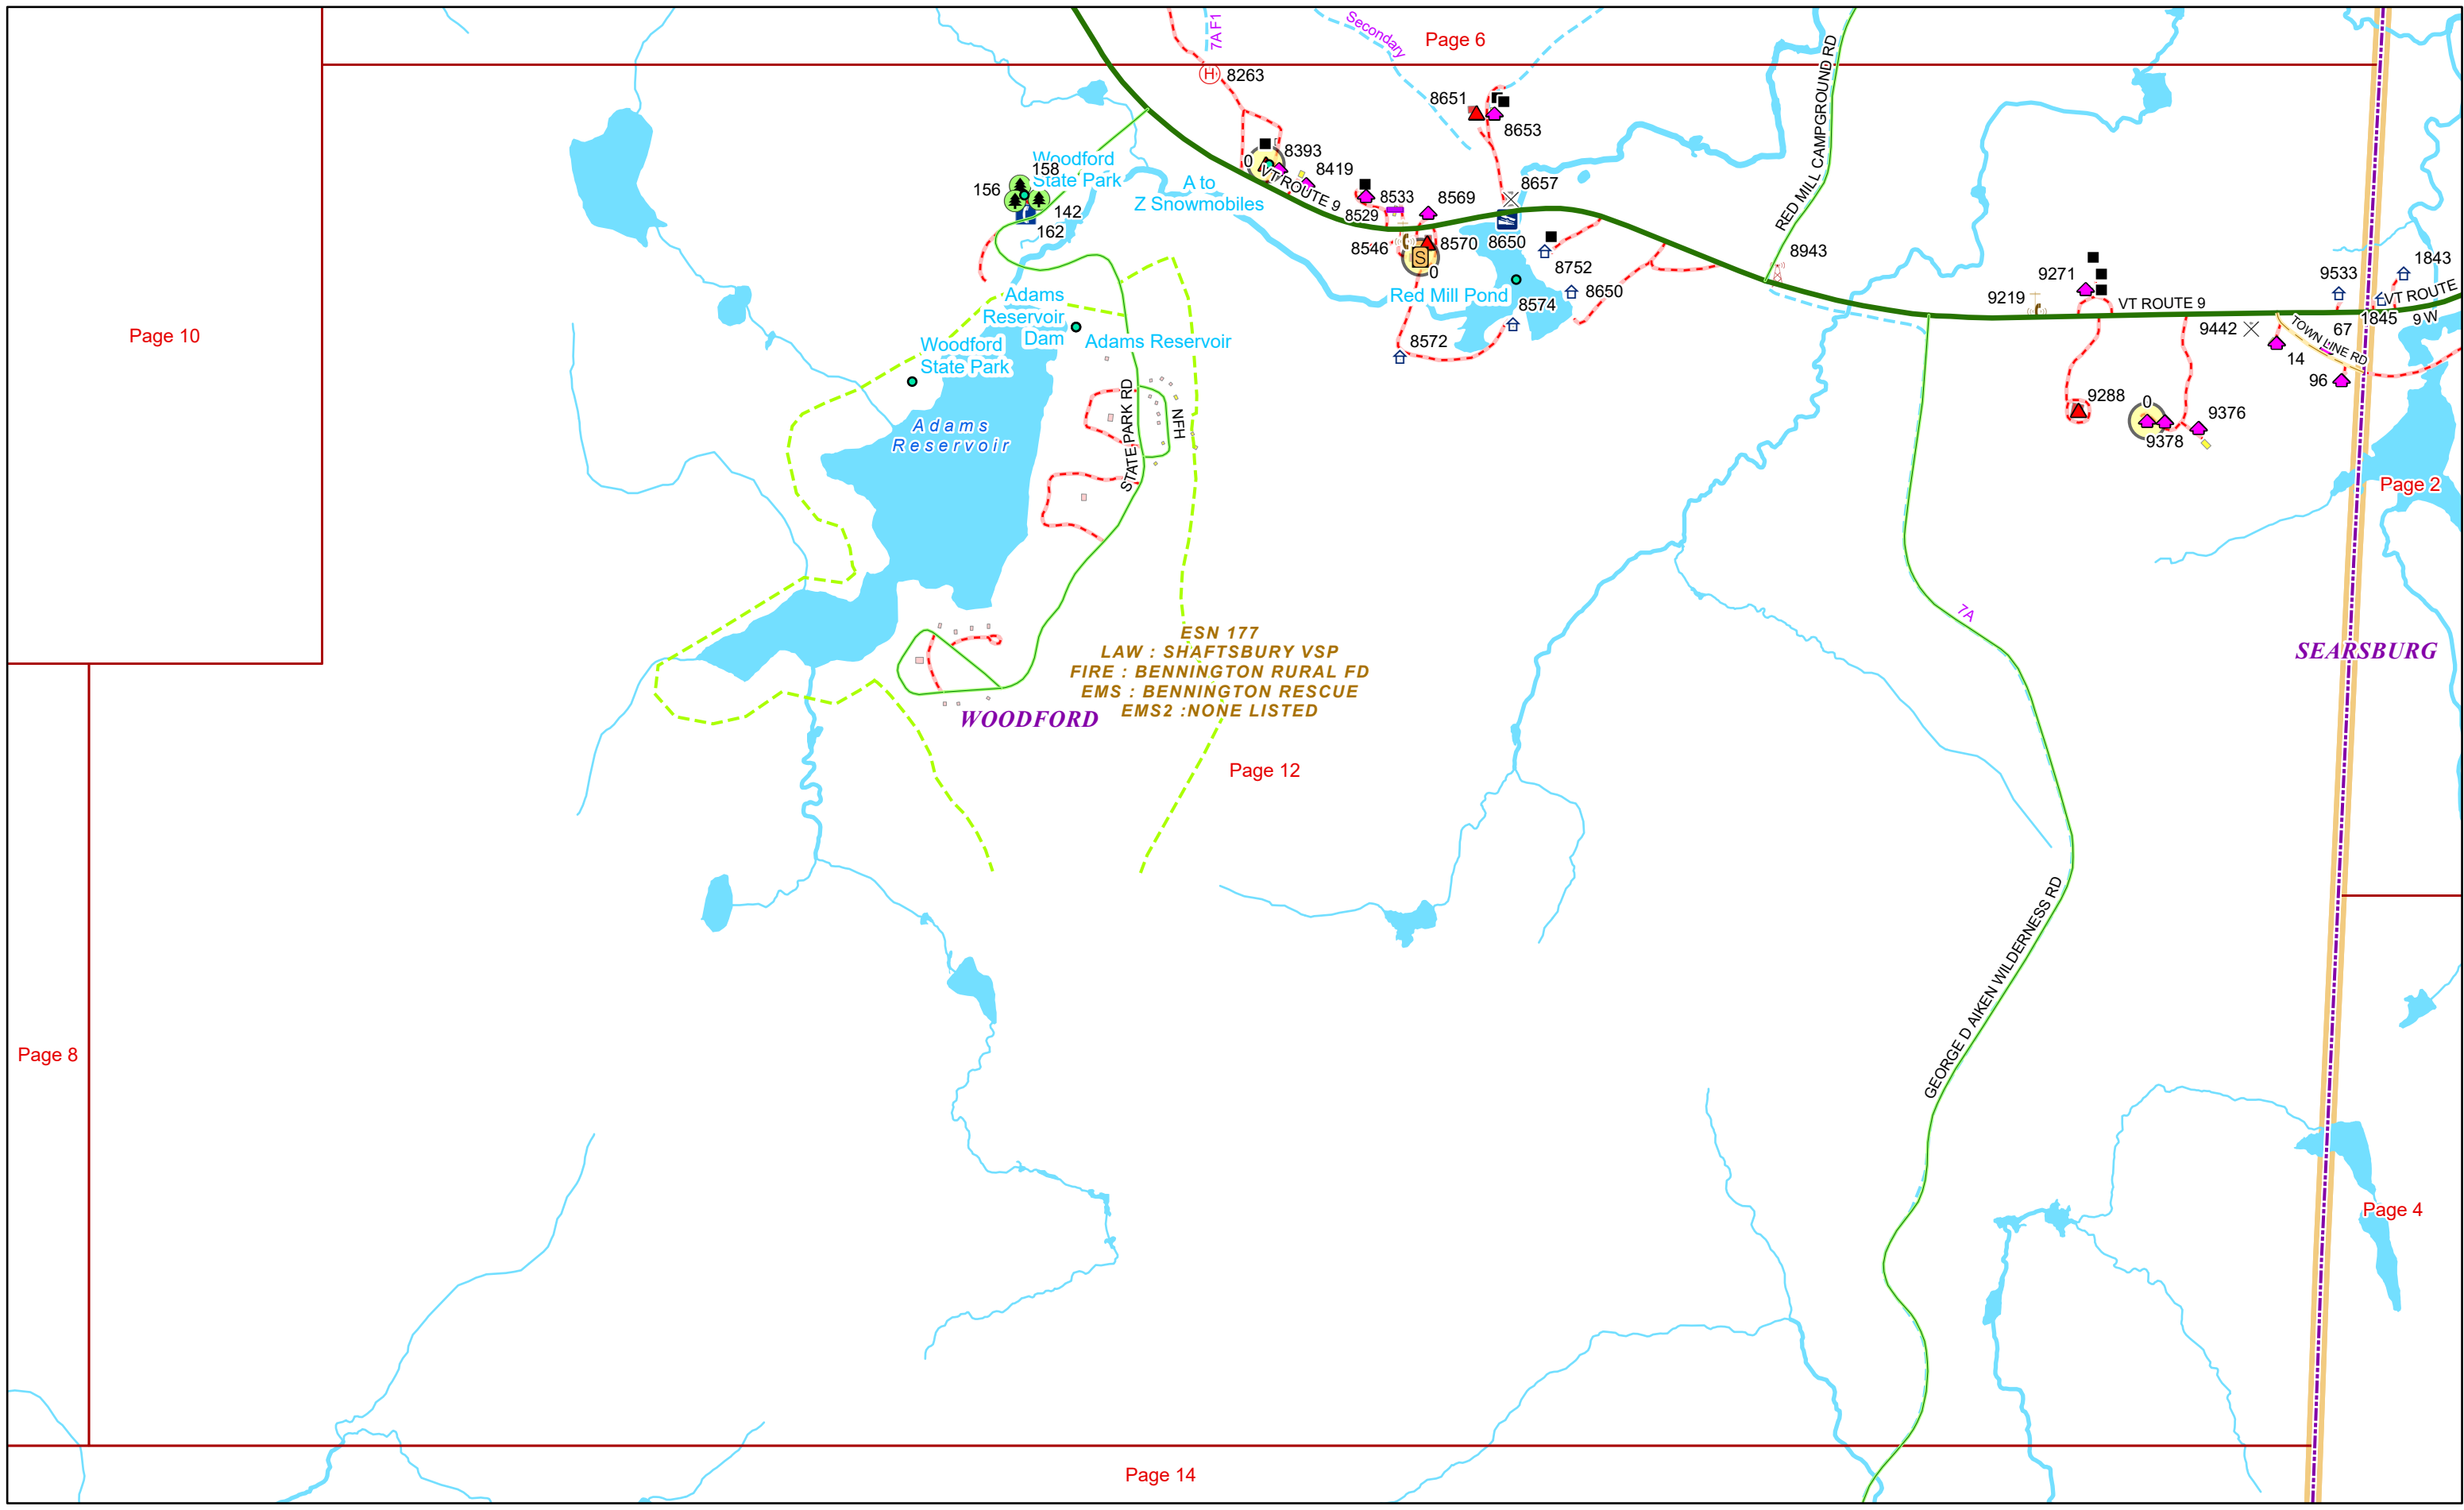 Page 6
7A F1
Secondary
RED MILL CAMPGROUND RD
H
8263
8651
8653
Woodford
State Park
158
156
142
162
A to
Z Snowmobiles
0
8393
8419
VT ROUTE 9
8533
8529
8569
8657
8546
8570
8650
S
0
8752
8943
8650
Red Mill Pond
8574
8572
9219
9271
VT ROUTE 9
9533
1843
VT ROUTE
9 W
1845
9442
67
TOWN LINE RD
14
96
9288
0
9378
9376
Page 10
Adams
Reservoir
Dam
Adams Reservoir
Woodford
State Park
Adams
Reservoir
STATE PARK RD
NFH
Page 2
7A
ESN 177
LAW : SHAFTSBURY VSP
FIRE : BENNINGTON RURAL FD
EMS : BENNINGTON RESCUE
EMS2 :NONE LISTED
SEARSBURG
WOODFORD
Page 12
GEORGE D AIKEN WILDERNESS RD
Page 8
Page 4
Page 14